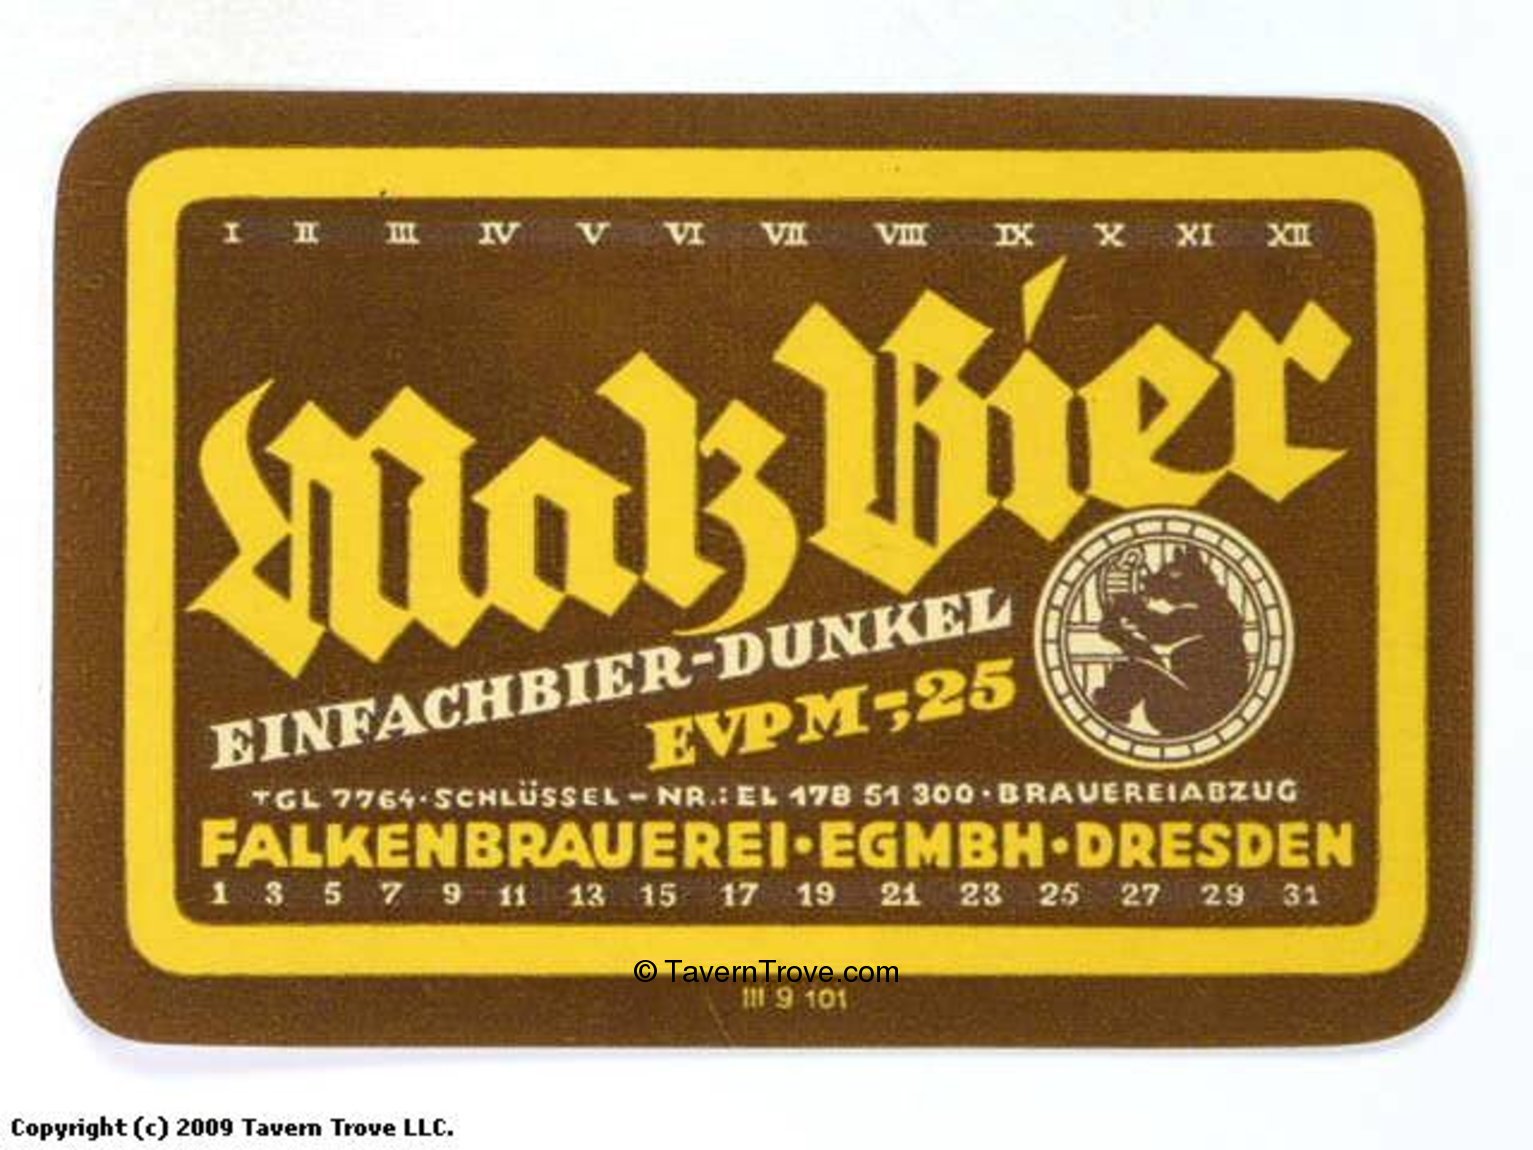 I II III IV V VI VII VIII IX X XI XII
Malz Bier
EINFACHBIER-DUNKEL
EVP M -,25
TGL 7764 · SCHLÜSSEL - NR.: EL 178 51 300 · BRAUEREIABZUG
FALKENBRAUEREI · EGMBH · DRESDEN
1 3 5 7 9 11 13 15 17 19 21 23 25 27 29 31
© TavernTrove.com
III 9 101
Copyright (c) 2009 Tavern Trove LLC.